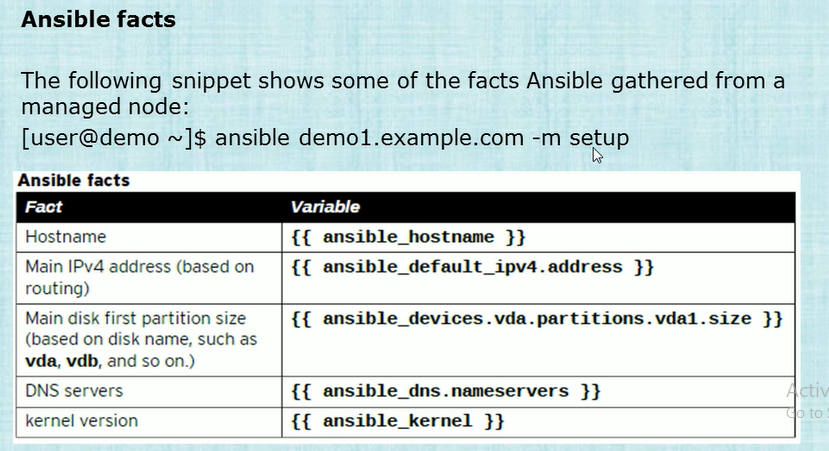 Ansible facts
The following snippet shows some of the facts Ansible gathered from a
managed node:
[user@demo ~]$ ansible demo1.example.com -m setup
Ansible facts
Fact Variable
Hostname {{ ansible_hostname }}
Main IPv4 address (based on {{ ansible_default_ipv4.address }}
routing)
Main disk first partition size {{ ansible_devices.vda.partitions.vda1.size }}
(based on disk name, such as
vda, vdb, and so on.)
DNS servers {{ ansible_dns.nameservers }}
kernel version {{ ansible_kernel }}
Activ
Go to S